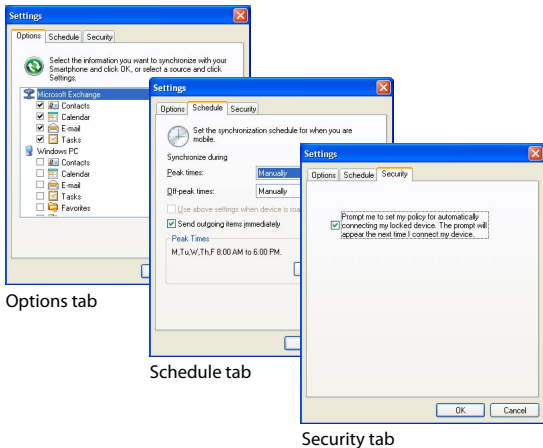 Settings
Options Schedule Security
Select the information you want to synchronize with your
Smartphone and click OK, or select a source and click
Settings.
Microsoft Exchange
Contacts
Calendar
E-mail
Tasks
Windows PC
Contacts
Calendar
E-mail
Tasks
Favorites
Options tab
Settings
Options Schedule Security
Set the synchronization schedule for when you are
mobile.
Synchronize during
Peak times: Manually
Off-peak times: Manually
Use above settings when device is roa
Send outgoing items immediately
Peak Times
M,Tu,W,Th,F 8:00 AM to 6:00 PM.
Schedule tab
Settings
Options Schedule Security
Prompt me to set my policy for automatically
connecting my locked device. The prompt will
appear the next time I connect my device.
OK Cancel
Security tab